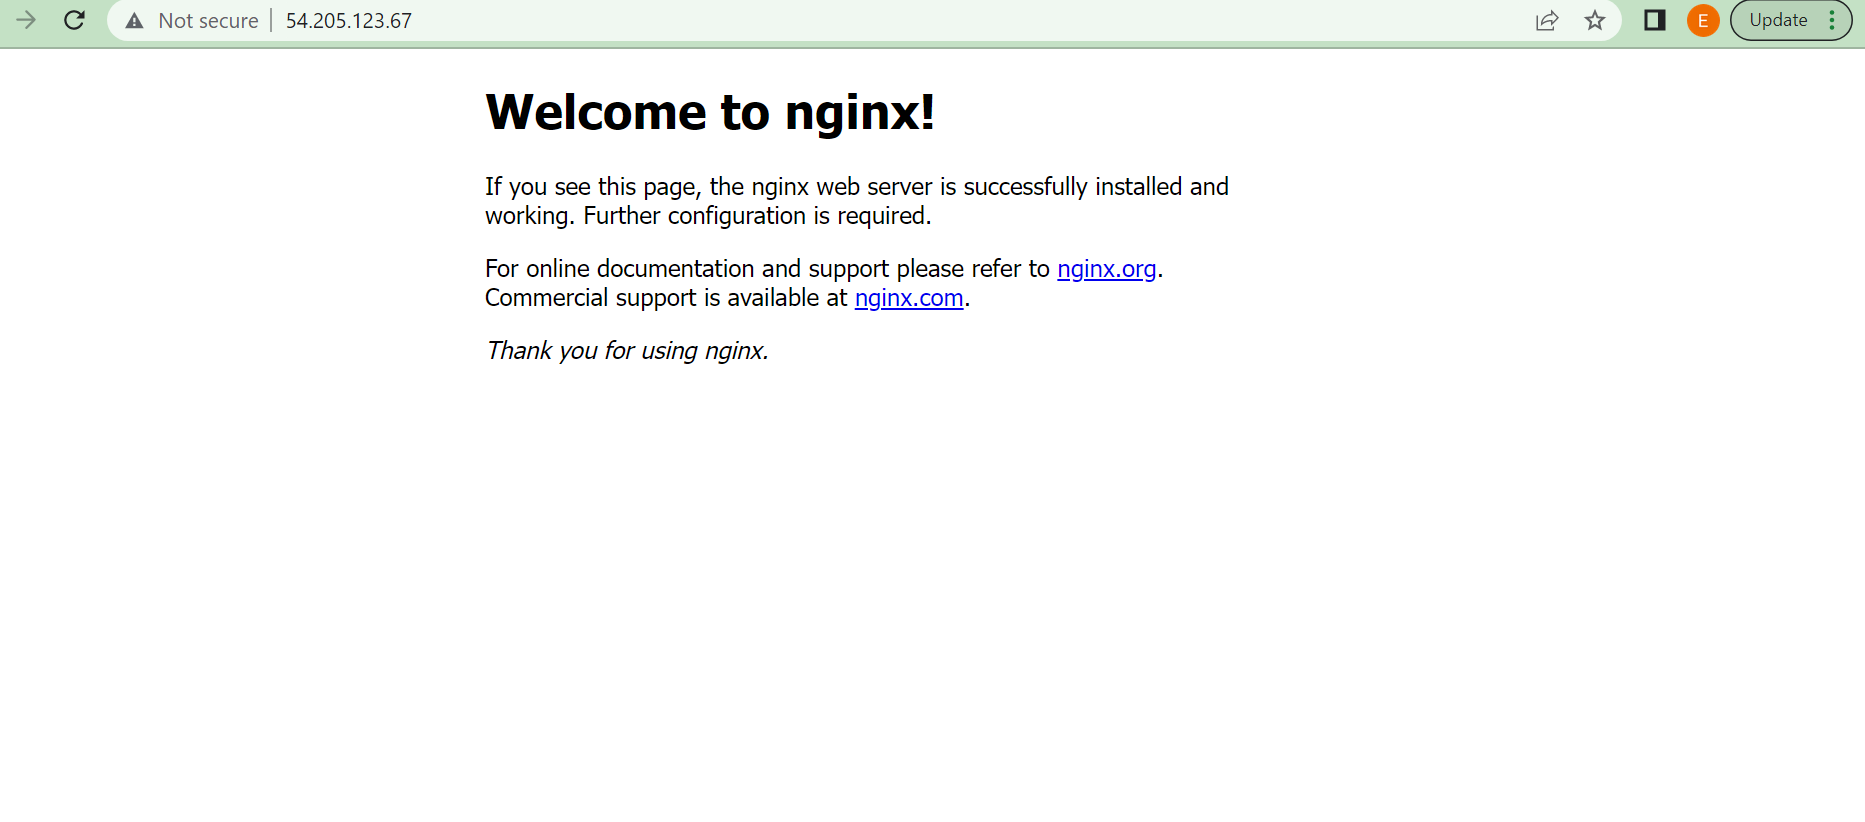 Not secure 54.205.123.67
E
Update
Welcome to nginx!
If you see this page, the nginx web server is successfully installed and
working. Further configuration is required.
For online documentation and support please refer to nginx.org.
Commercial support is available at nginx.com.
Thank you for using nginx.